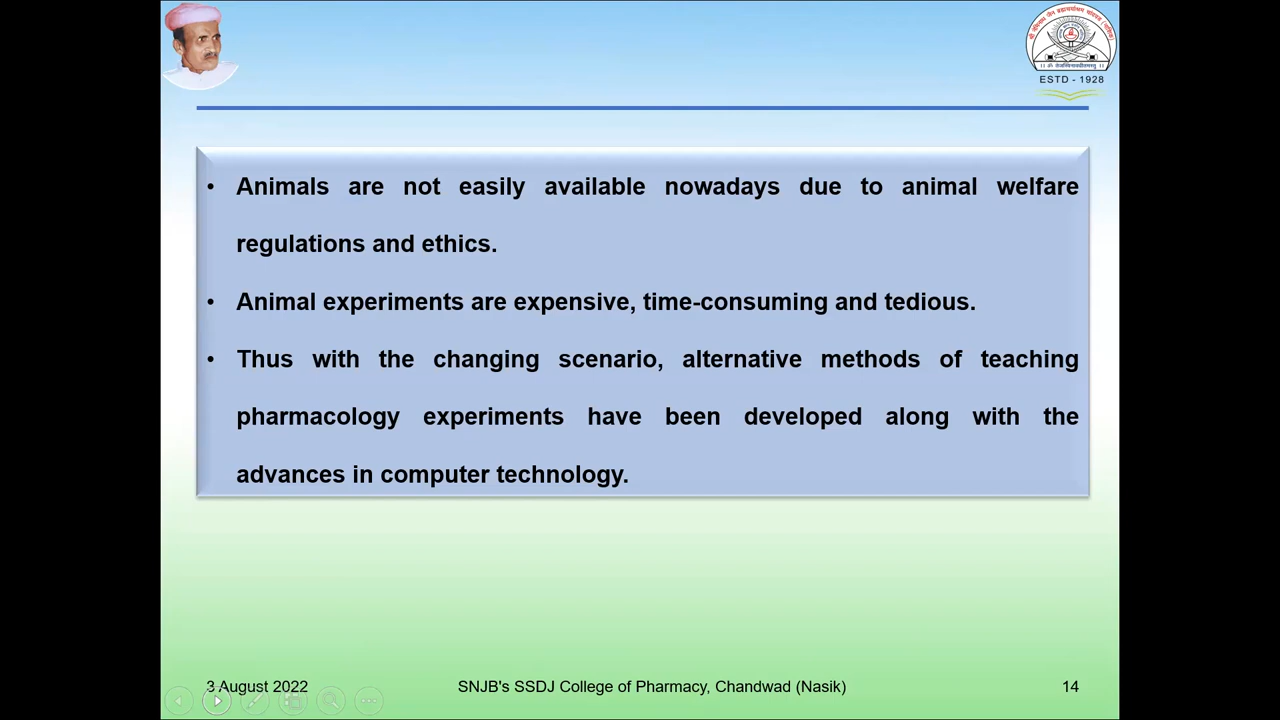 ESTD - 1928
• Animals are not easily available nowadays due to animal welfare
regulations and ethics.
• Animal experiments are expensive, time-consuming and tedious.
• Thus with the changing scenario, alternative methods of teaching
pharmacology experiments have been developed along with the
advances in computer technology.
3 August 2022
SNJB's SSDJ College of Pharmacy, Chandwad (Nasik)
14